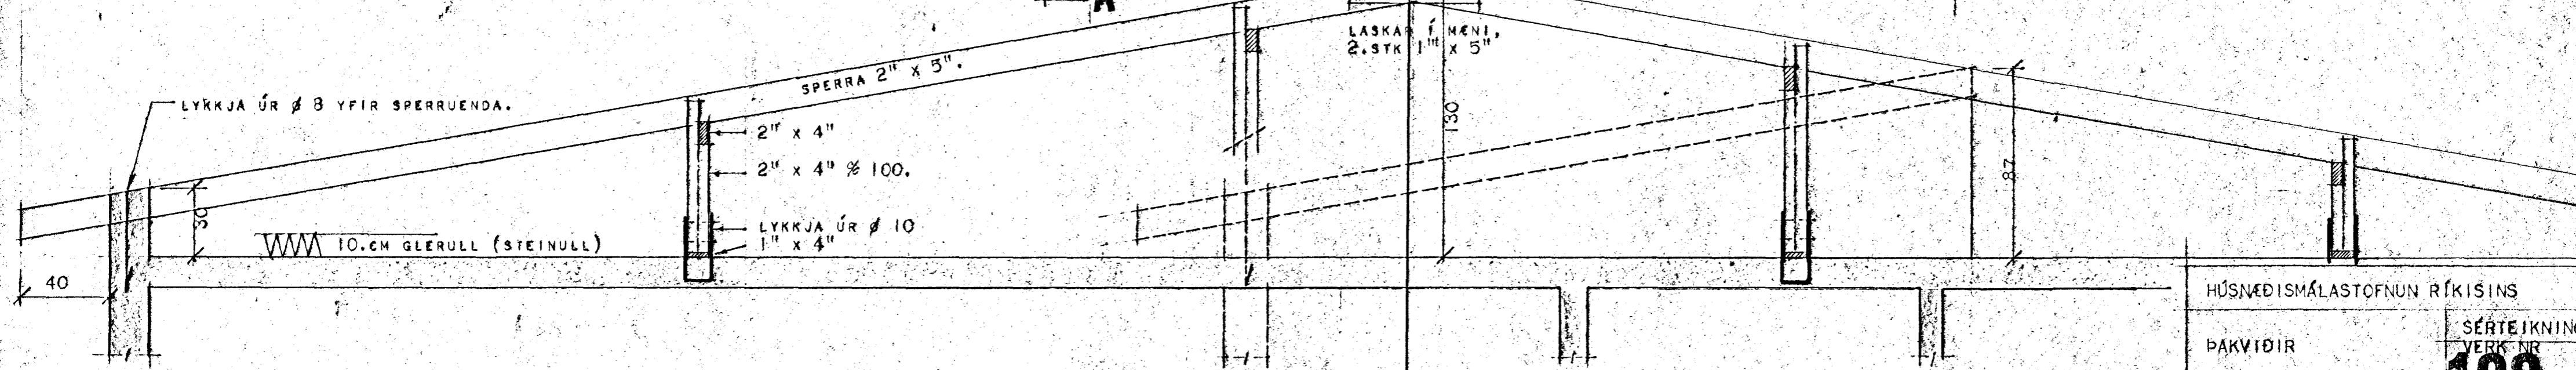 A
LASKAR Í MÆNI,
2.STK 1" X 5"
SPERRA 2" X 5".
LYKKJA ÚR Ø 8 YFIR SPERRUENDA.
2" X 4"
2" X 4" % 100.
130
87
30
LYKKJA ÚR Ø 10
1" X 4"
10.CM GLERULL (STEINULL)
40
HÚSNÆÐISMÁLASTOFNUN RÍKISINS
SÉRTEIKNING
VERK NR
ÞAKVIÐIR